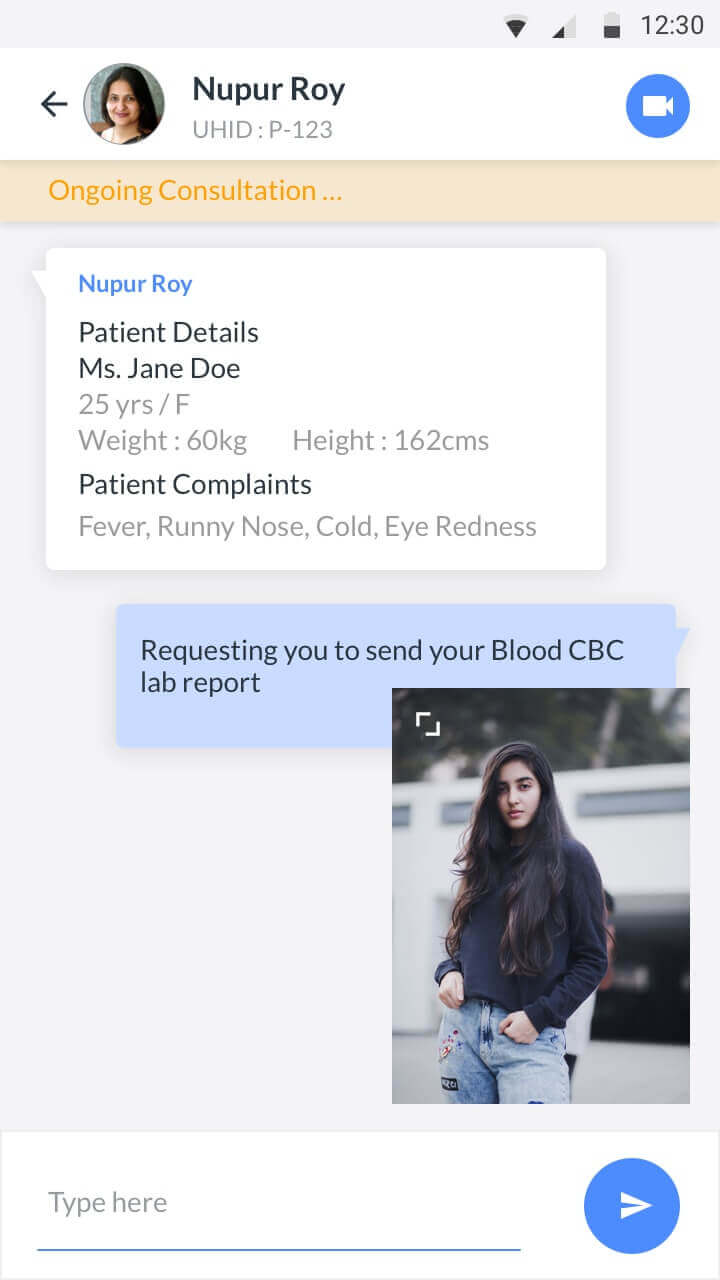 12:30
Nupur Roy
UHID : P-123
Ongoing Consultation ...
Nupur Roy
Patient Details
Ms. Jane Doe
25 yrs / F
Weight : 60kg Height : 162cms
Patient Complaints
Fever, Runny Nose, Cold, Eye Redness
Requesting you to send your Blood CBC
lab report
Type here